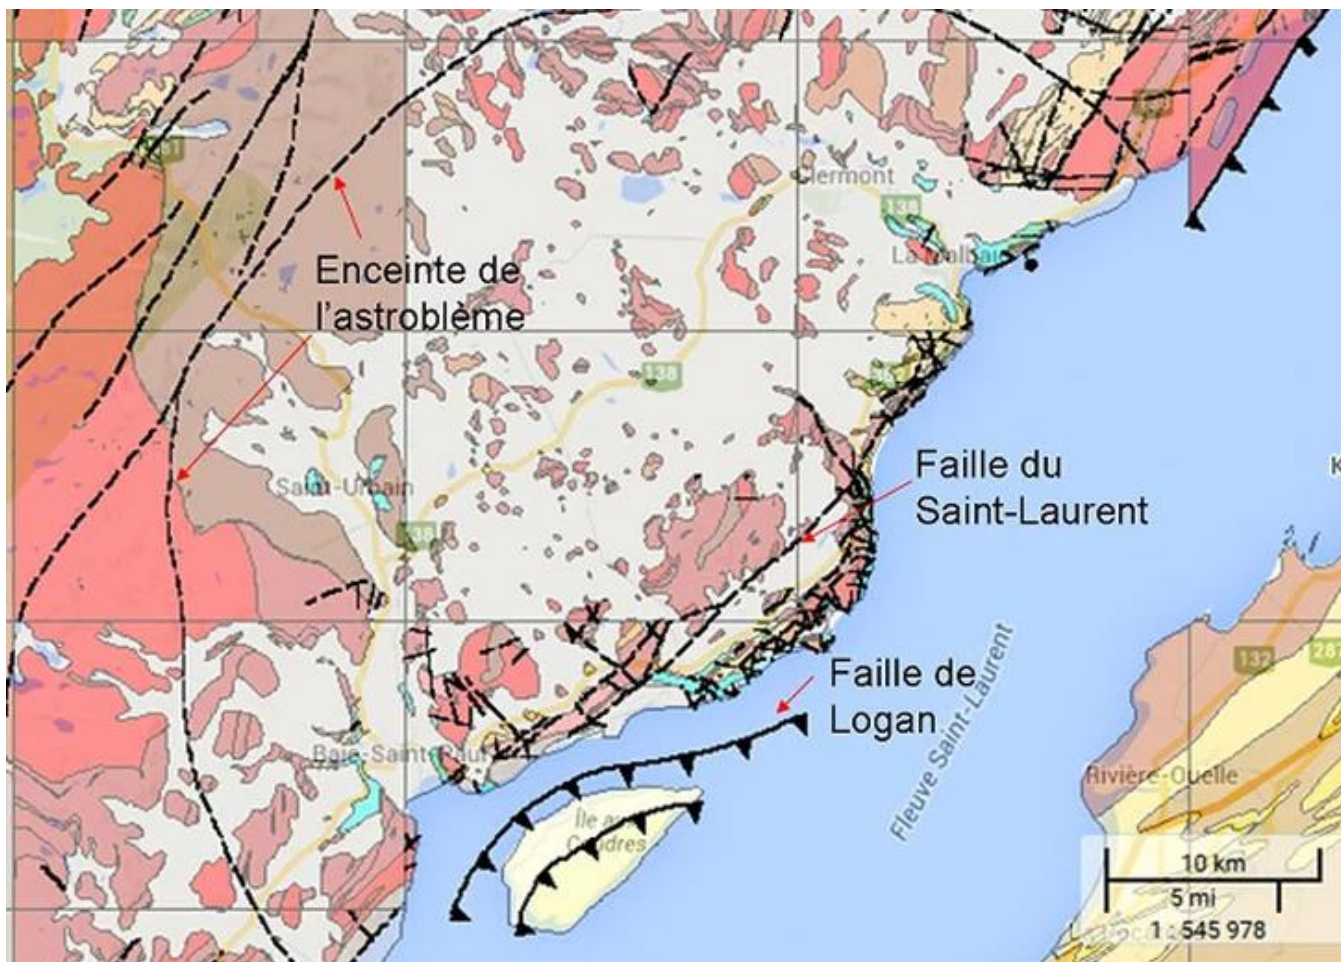 Clermont
138
La Malbaie
Enceinte de
l'astroblème
138
Faille du
Saint-Laurent
Saint-Urbain
138
Fleuve Saint-Laurent
132
287
Faille de
Logan
Baie-Saint-Paul
Rivière-Ouelle
Île aux
Coudres
10 km
5 mi
1 : 545 978